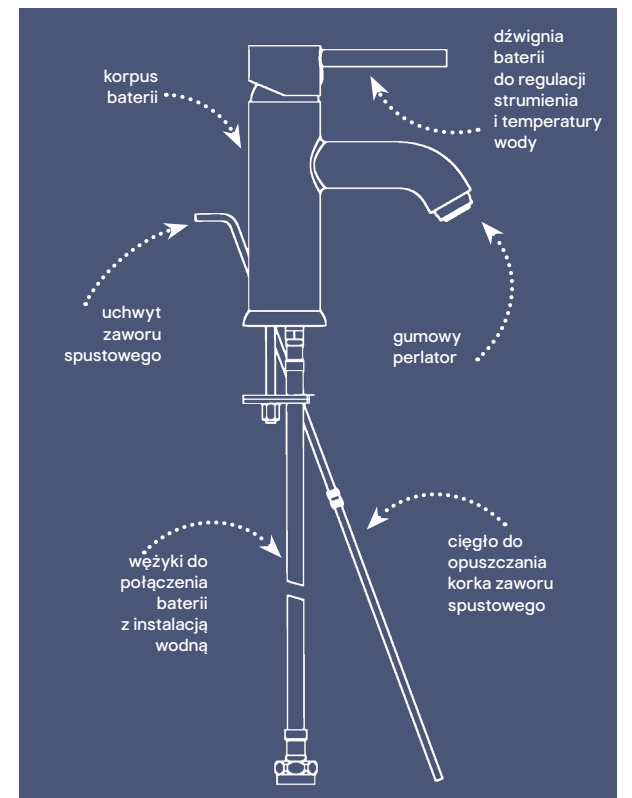 korpus
baterii
dźwignia
baterii
do regulacji
strumienia
i temperatury
wody
uchwyt
zaworu
spustowego
gumowy
perlator
wężyki do
połączenia
baterii
z instalacją
wodną
cięgło do
opuszczania
korka zaworu
spustowego